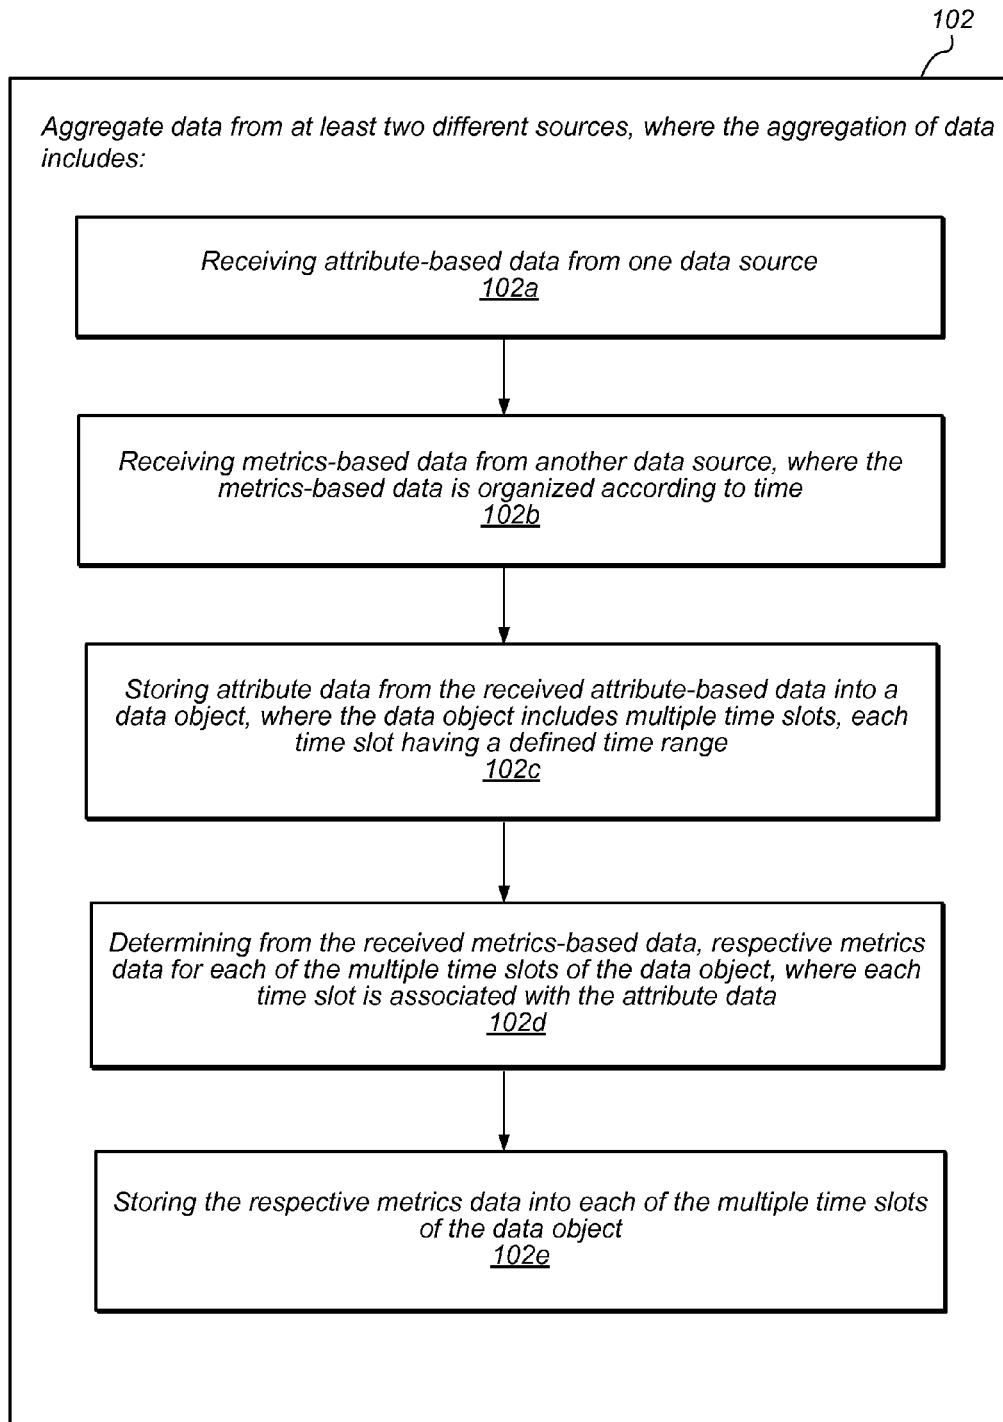 102
Aggregate data from at least two different sources, where the aggregation of data
includes:
Receiving attribute-based data from one data source
102a
Receiving metrics-based data from another data source, where the
metrics-based data is organized according to time
102b
Storing attribute data from the received attribute-based data into a
data object, where the data object includes multiple time slots, each
time slot having a defined time range
102c
Determining from the received metrics-based data, respective metrics
data for each of the multiple time slots of the data object, where each
time slot is associated with the attribute data
102d
Storing the respective metrics data into each of the multiple time slots
of the data object
102e